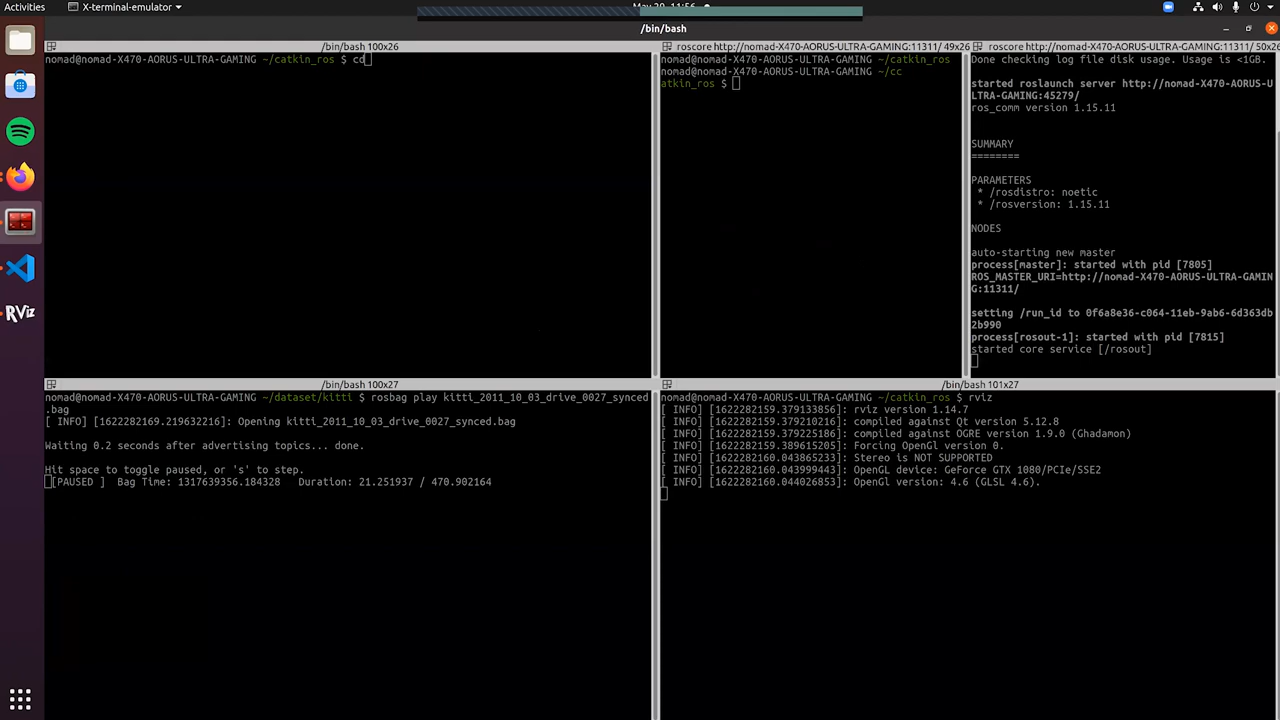 Activities
X-terminal-emulator
May 29 11:56
/bin/bash
/bin/bash 100x26
nomad@nomad-X470-AORUS-ULTRA-GAMING ~/catkin_ros $ cd
roscore http://nomad-X470-AORUS-ULTRA-GAMING:11311/ 49x26
nomad@nomad-X470-AORUS-ULTRA-GAMING ~/catkin_ros
nomad@nomad-X470-AORUS-ULTRA-GAMING ~/cc
atkin_ros $
roscore http://nomad-X470-AORUS-ULTRA-GAMING:11311/ 50x26
Done checking log file disk usage. Usage is <1GB.
started roslaunch server http://nomad-X470-AORUS-U
LTRA-GAMING:45279/
ros_comm version 1.15.11
SUMMARY
========
PARAMETERS
* /rosdistro: noetic
* /rosversion: 1.15.11
NODES
auto-starting new master
process[master]: started with pid [7805]
ROS_MASTER_URI=http://nomad-X470-AORUS-ULTRA-GAMIN
G:11311/
setting /run_id to 0f6a8e36-c064-11eb-9ab6-6d363db
2b990
process[rosout-1]: started with pid [7815]
started core service [/rosout]
/bin/bash 100x27
nomad@nomad-X470-AORUS-ULTRA-GAMING ~/dataset/kitti $ rosbag play kitti_2011_10_03_drive_0027_synced
.bag
[ INFO] [1622282169.219632216]: Opening kitti_2011_10_03_drive_0027_synced.bag
Waiting 0.2 seconds after advertising topics... done.
Hit space to toggle paused, or 's' to step.
[PAUSED ]  Bag Time: 1317639356.184328   Duration: 21.251937 / 470.902164
/bin/bash 101x27
nomad@nomad-X470-AORUS-ULTRA-GAMING ~/catkin_ros $ rviz
[ INFO] [1622282159.379133856]: rviz version 1.14.7
[ INFO] [1622282159.379210216]: compiled against Qt version 5.12.8
[ INFO] [1622282159.379225186]: compiled against OGRE version 1.9.0 (Ghadamon)
[ INFO] [1622282159.389615205]: Forcing OpenGl version 0.
[ INFO] [1622282160.043865233]: Stereo is NOT SUPPORTED
[ INFO] [1622282160.043999443]: OpenGL device: GeForce GTX 1080/PCIe/SSE2
[ INFO] [1622282160.044026853]: OpenGl version: 4.6 (GLSL 4.6).
RViz